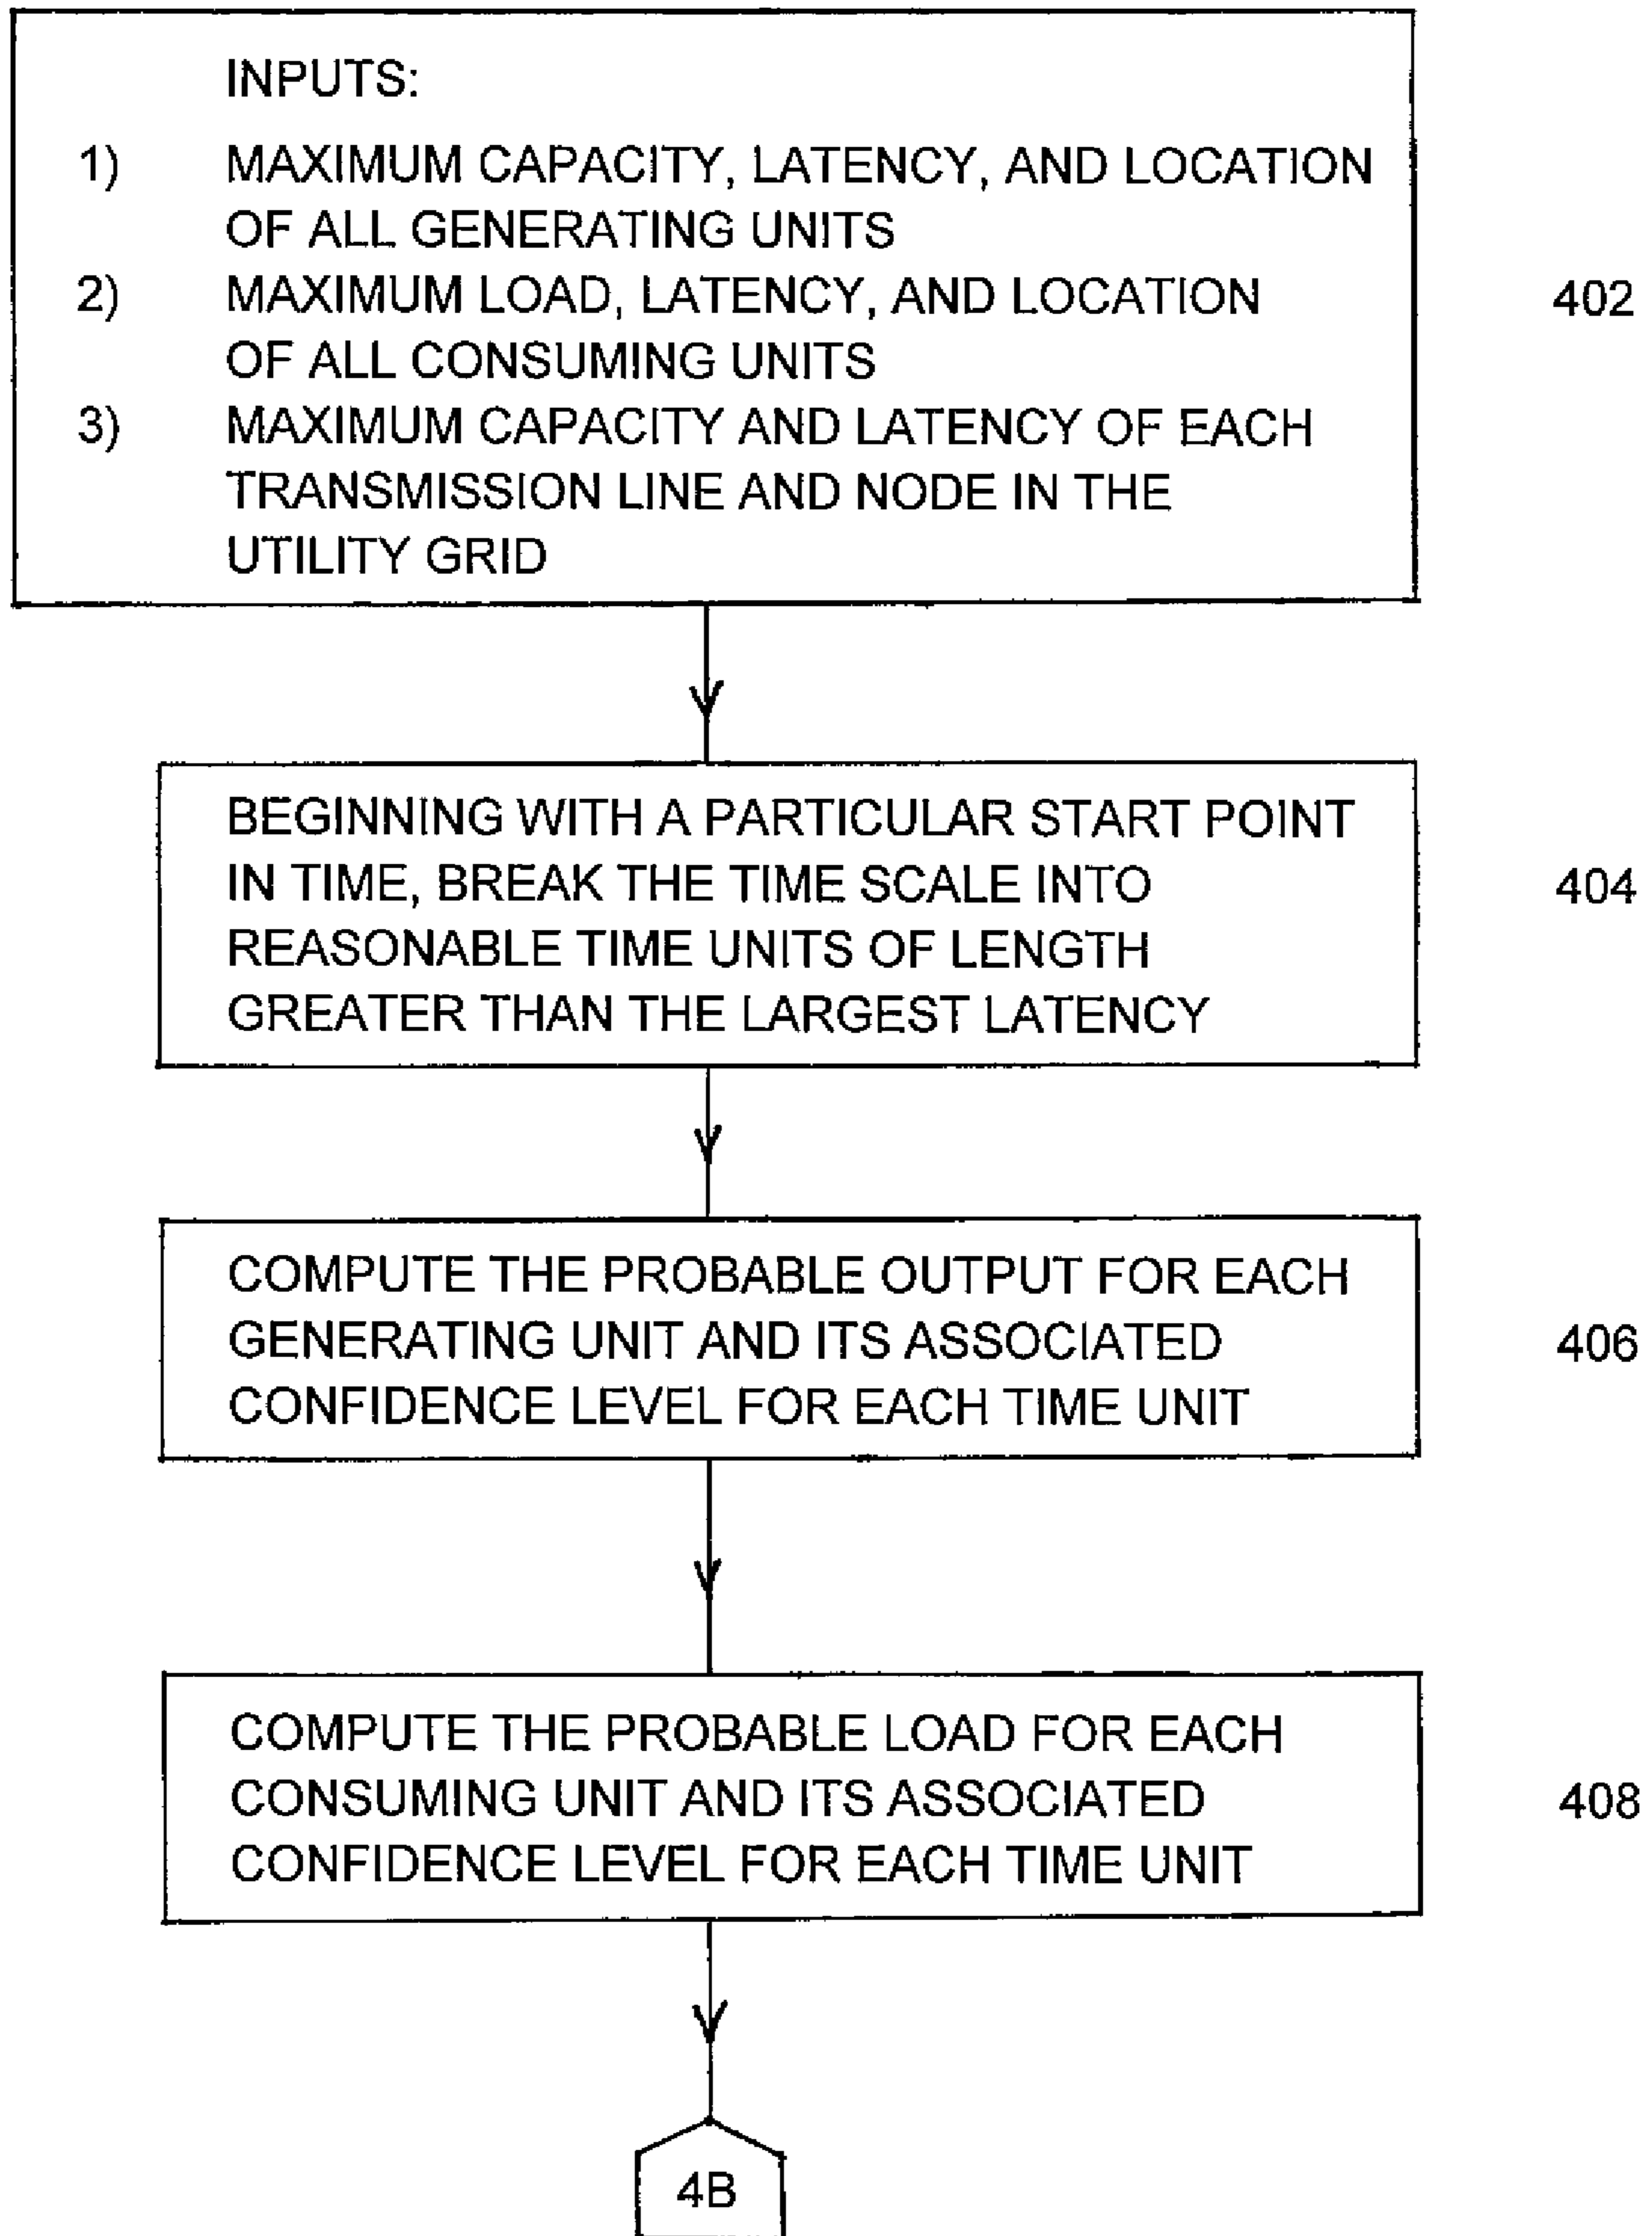 INPUTS:
1) MAXIMUM CAPACITY, LATENCY, AND LOCATION
OF ALL GENERATING UNITS
2) MAXIMUM LOAD, LATENCY, AND LOCATION
OF ALL CONSUMING UNITS
3) MAXIMUM CAPACITY AND LATENCY OF EACH
TRANSMISSION LINE AND NODE IN THE
UTILITY GRID
402
BEGINNING WITH A PARTICULAR START POINT
IN TIME, BREAK THE TIME SCALE INTO
REASONABLE TIME UNITS OF LENGTH
GREATER THAN THE LARGEST LATENCY
404
COMPUTE THE PROBABLE OUTPUT FOR EACH
GENERATING UNIT AND ITS ASSOCIATED
CONFIDENCE LEVEL FOR EACH TIME UNIT
406
COMPUTE THE PROBABLE LOAD FOR EACH
CONSUMING UNIT AND ITS ASSOCIATED
CONFIDENCE LEVEL FOR EACH TIME UNIT
408
4B